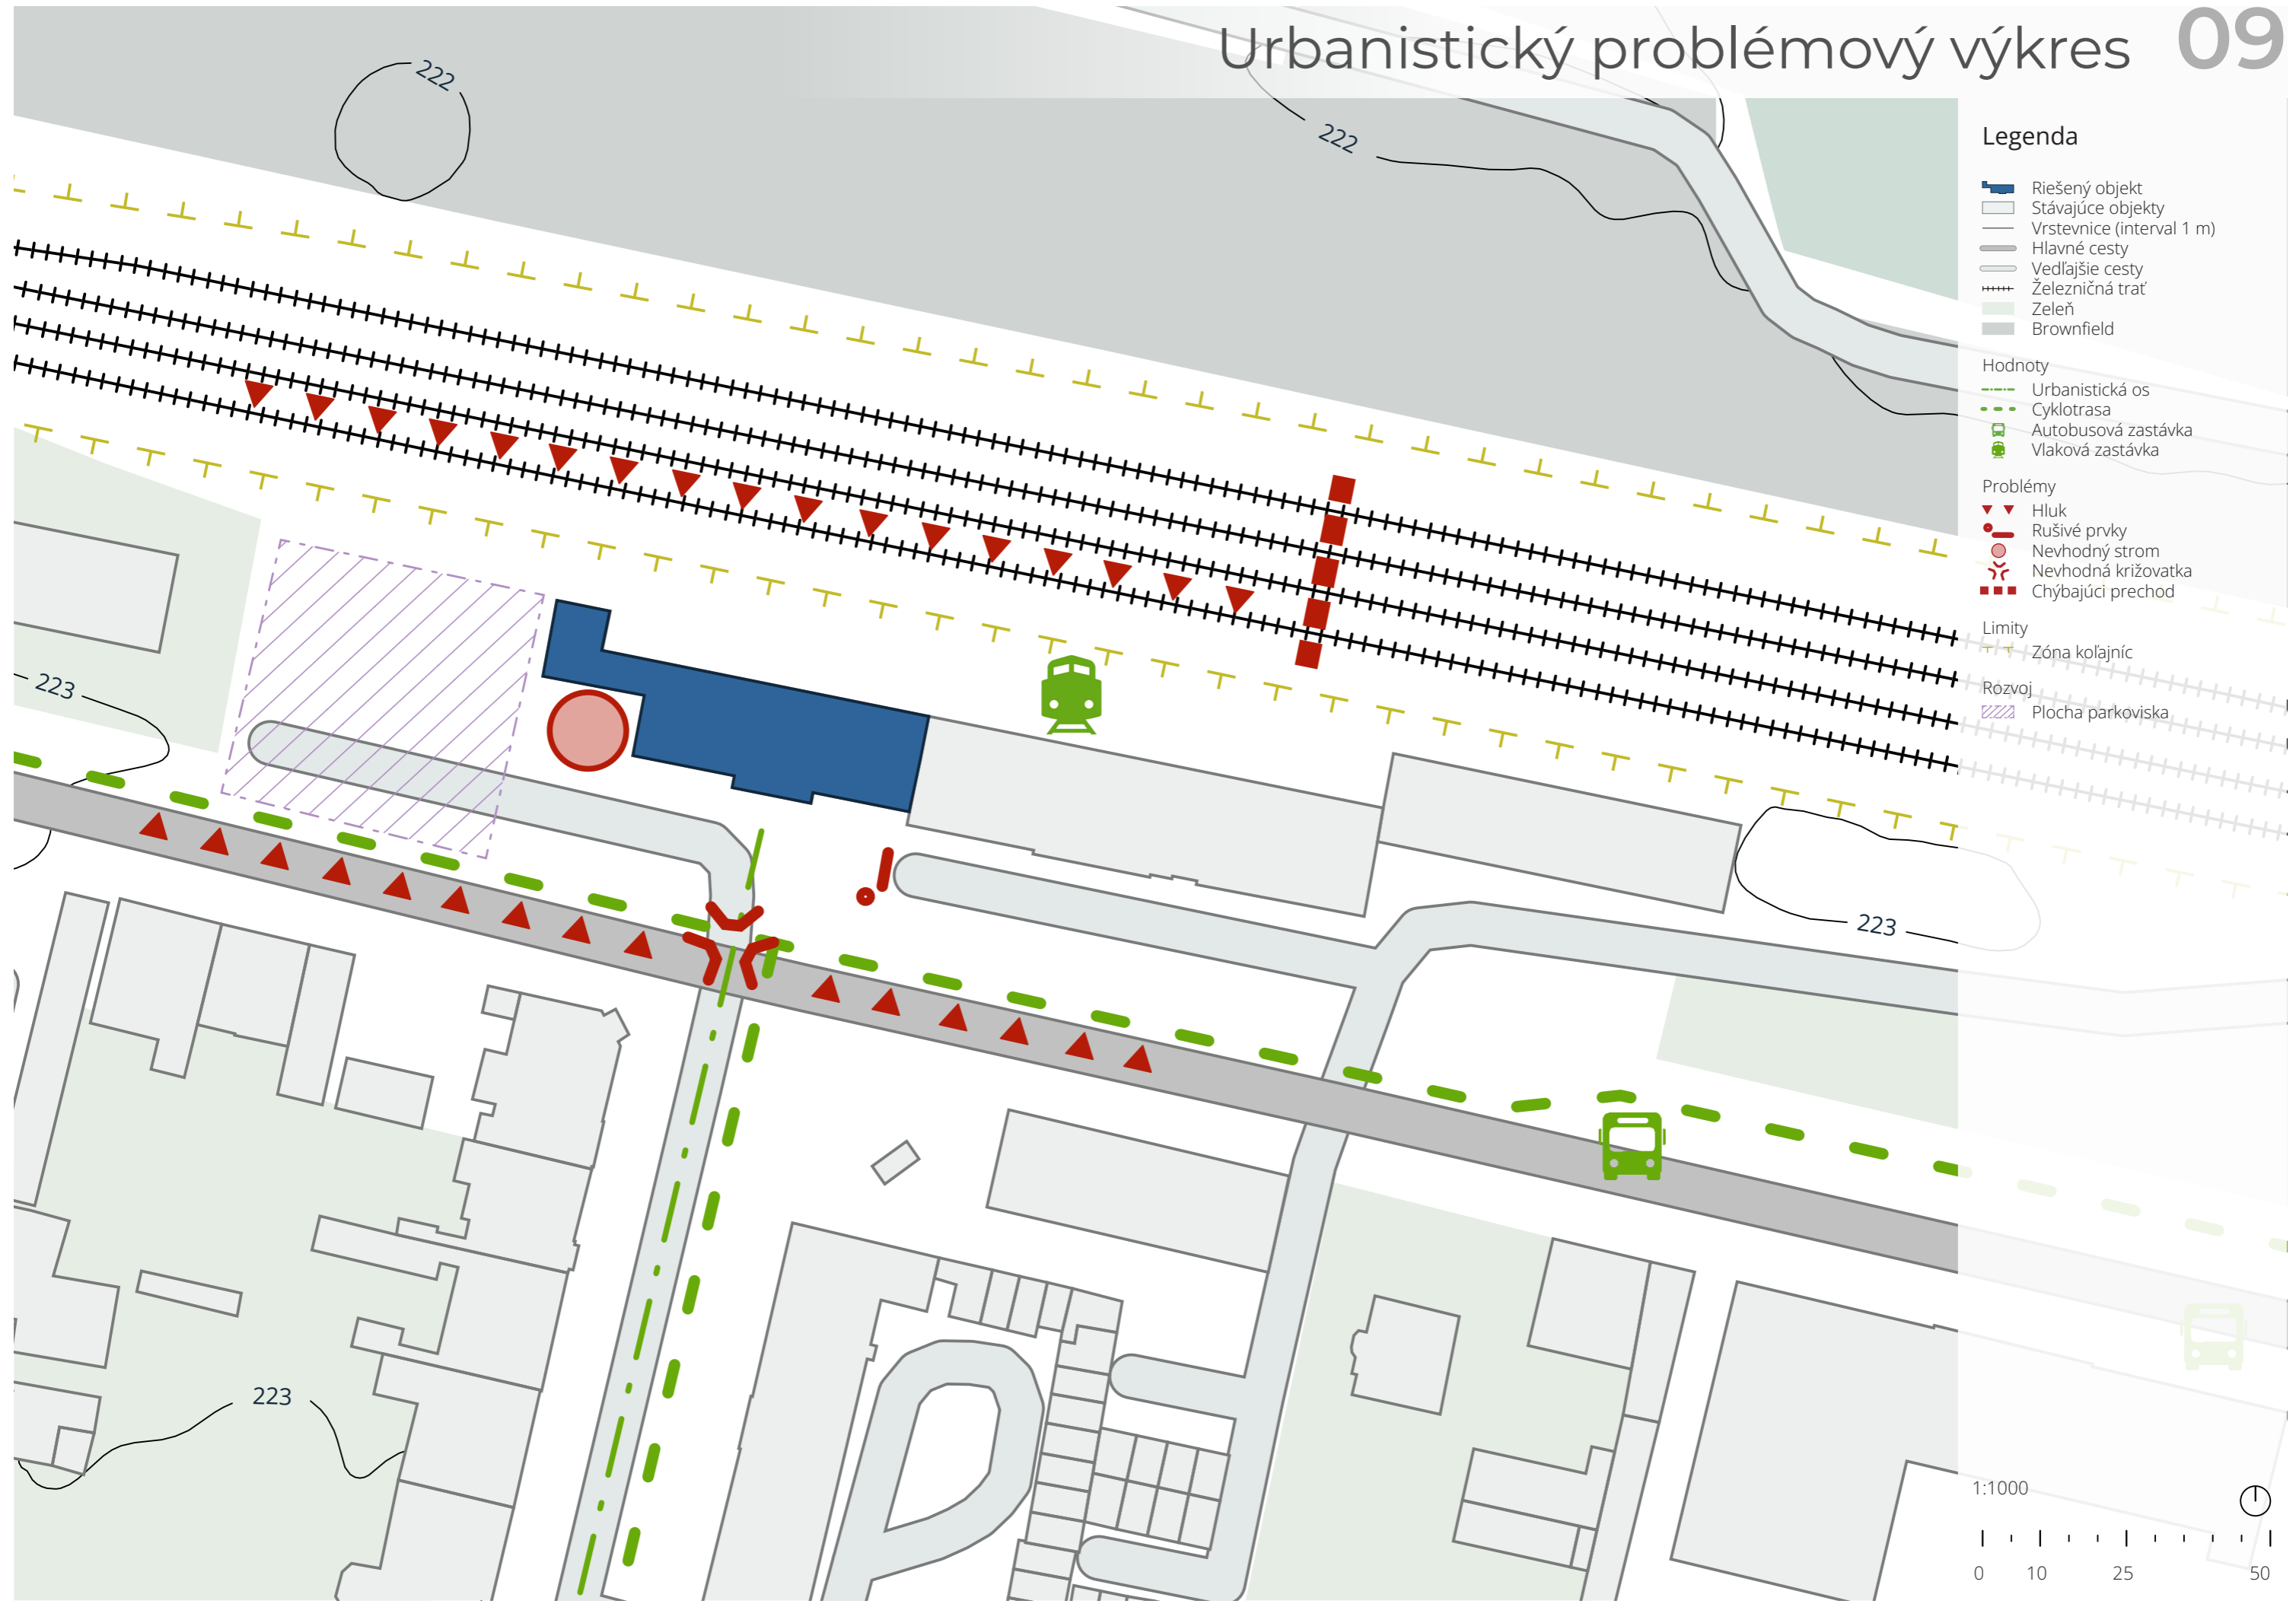 Urbanistický problémový výkres 09
222
222
223
223
223
Legenda
Riešený objekt
Stávajúce objekty
Vrstevnice (interval 1 m)
Hlavné cesty
Vedľajšie cesty
Železničná trať
Zeleň
Brownfield
Hodnoty
Urbanistická os
Cyklotrasa
Autobusová zastávka
Vlaková zastávka
Problémy
Hluk
Rušivé prvky
Nevhodný strom
Nevhodná križovatka
Chýbajúci prechod
Limity
Zóna koľajníc
Rozvoj
Plocha parkoviska
1:1000
0 10 25 50